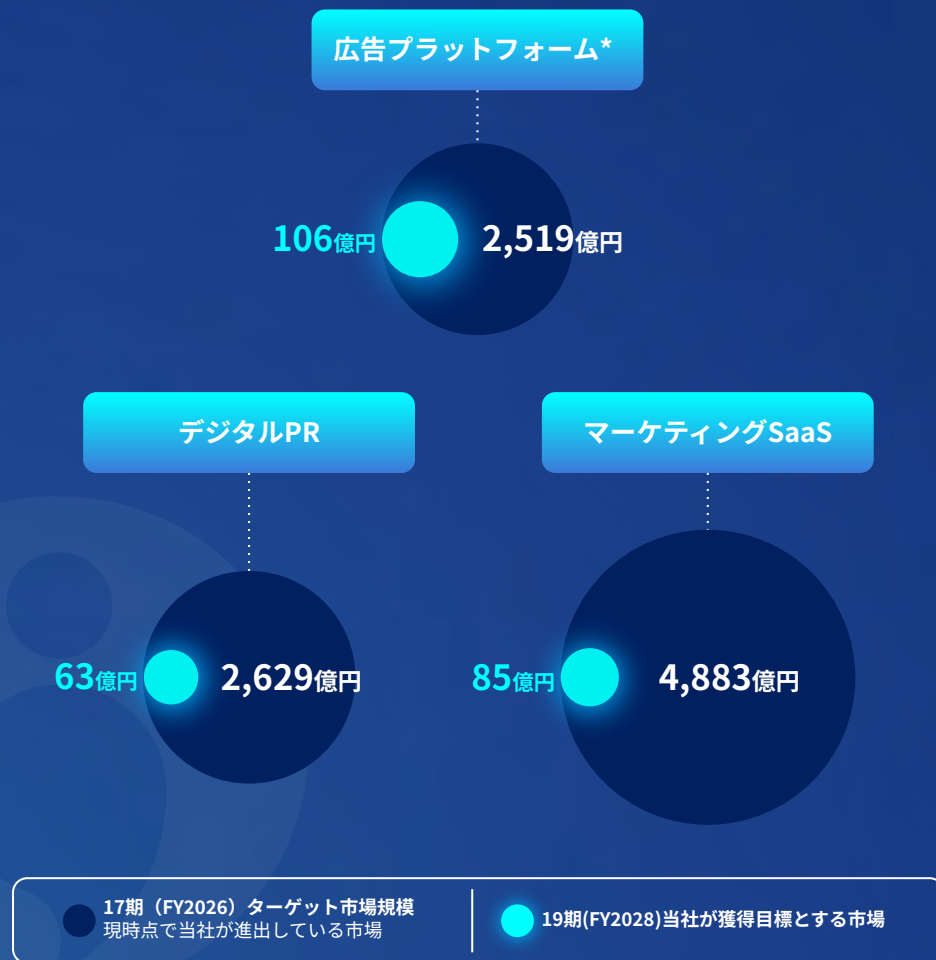 広告プラットフォーム*
106億円
2,519億円
デジタルPR
マーケティングSaaS
63億円
2,629億円
85億円
4,883億円
17期（FY2026）ターゲット市場規模
現時点で当社が進出している市場
19期(FY2028)当社が獲得目標とする市場